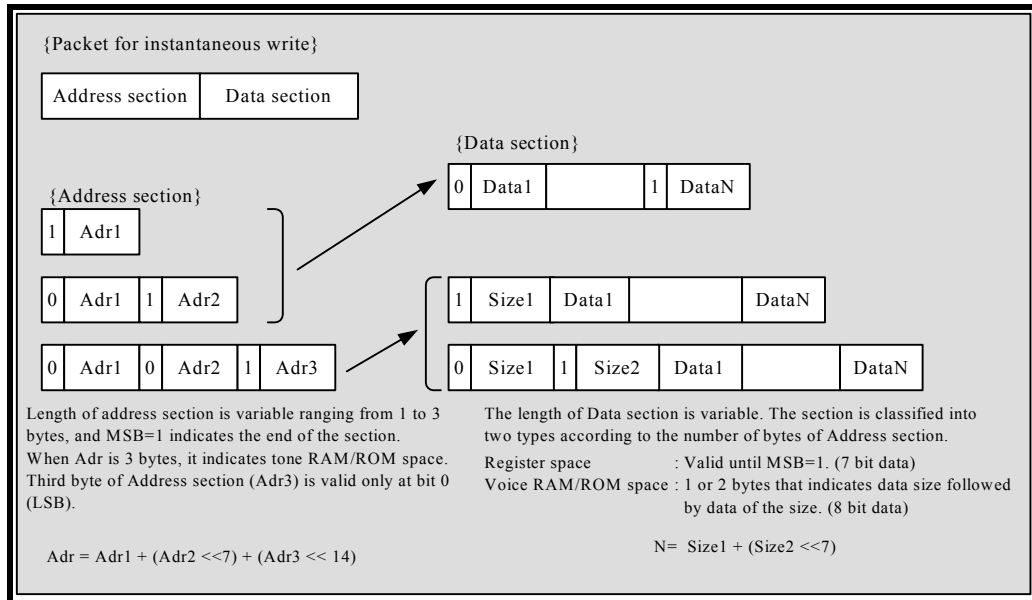 {Packet for instantaneous write}
Address section Data section
{Data section}
0 Data1 1 DataN
{Address section}
1 Adr1
0 Adr1 1 Adr2
1 Size1 Data1 DataN
0 Adr1 0 Adr2 1 Adr3
0 Size1 1 Size2 Data1 DataN
Length of address section is variable ranging from 1 to 3
bytes, and MSB=1 indicates the end of the section.
When Adr is 3 bytes, it indicates tone RAM/ROM space.
Third byte of Address section (Adr3) is valid only at bit 0
(LSB).
Adr = Adr1 + (Adr2 <<7) + (Adr3 << 14)
The length of Data section is variable. The section is classified into
two types according to the number of bytes of Address section.
Register space : Valid until MSB=1. (7 bit data)
Voice RAM/ROM space : 1 or 2 bytes that indicates data size followed
by data of the size. (8 bit data)
N= Size1 + (Size2 <<7)